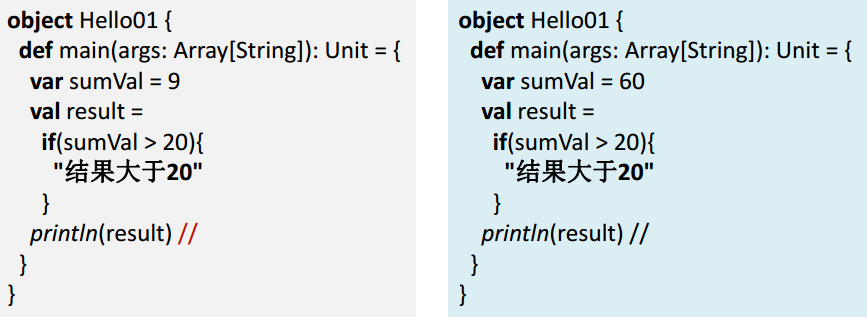 object Hello01 {
def main(args: Array[String]): Unit = {
var sumVal = 9
val result =
if(sumVal > 20){
"结果大于20"
}
println(result) //
}
}
object Hello01 {
def main(args: Array[String]): Unit = {
var sumVal = 60
val result =
if(sumVal > 20){
"结果大于20"
}
println(result) //
}
}